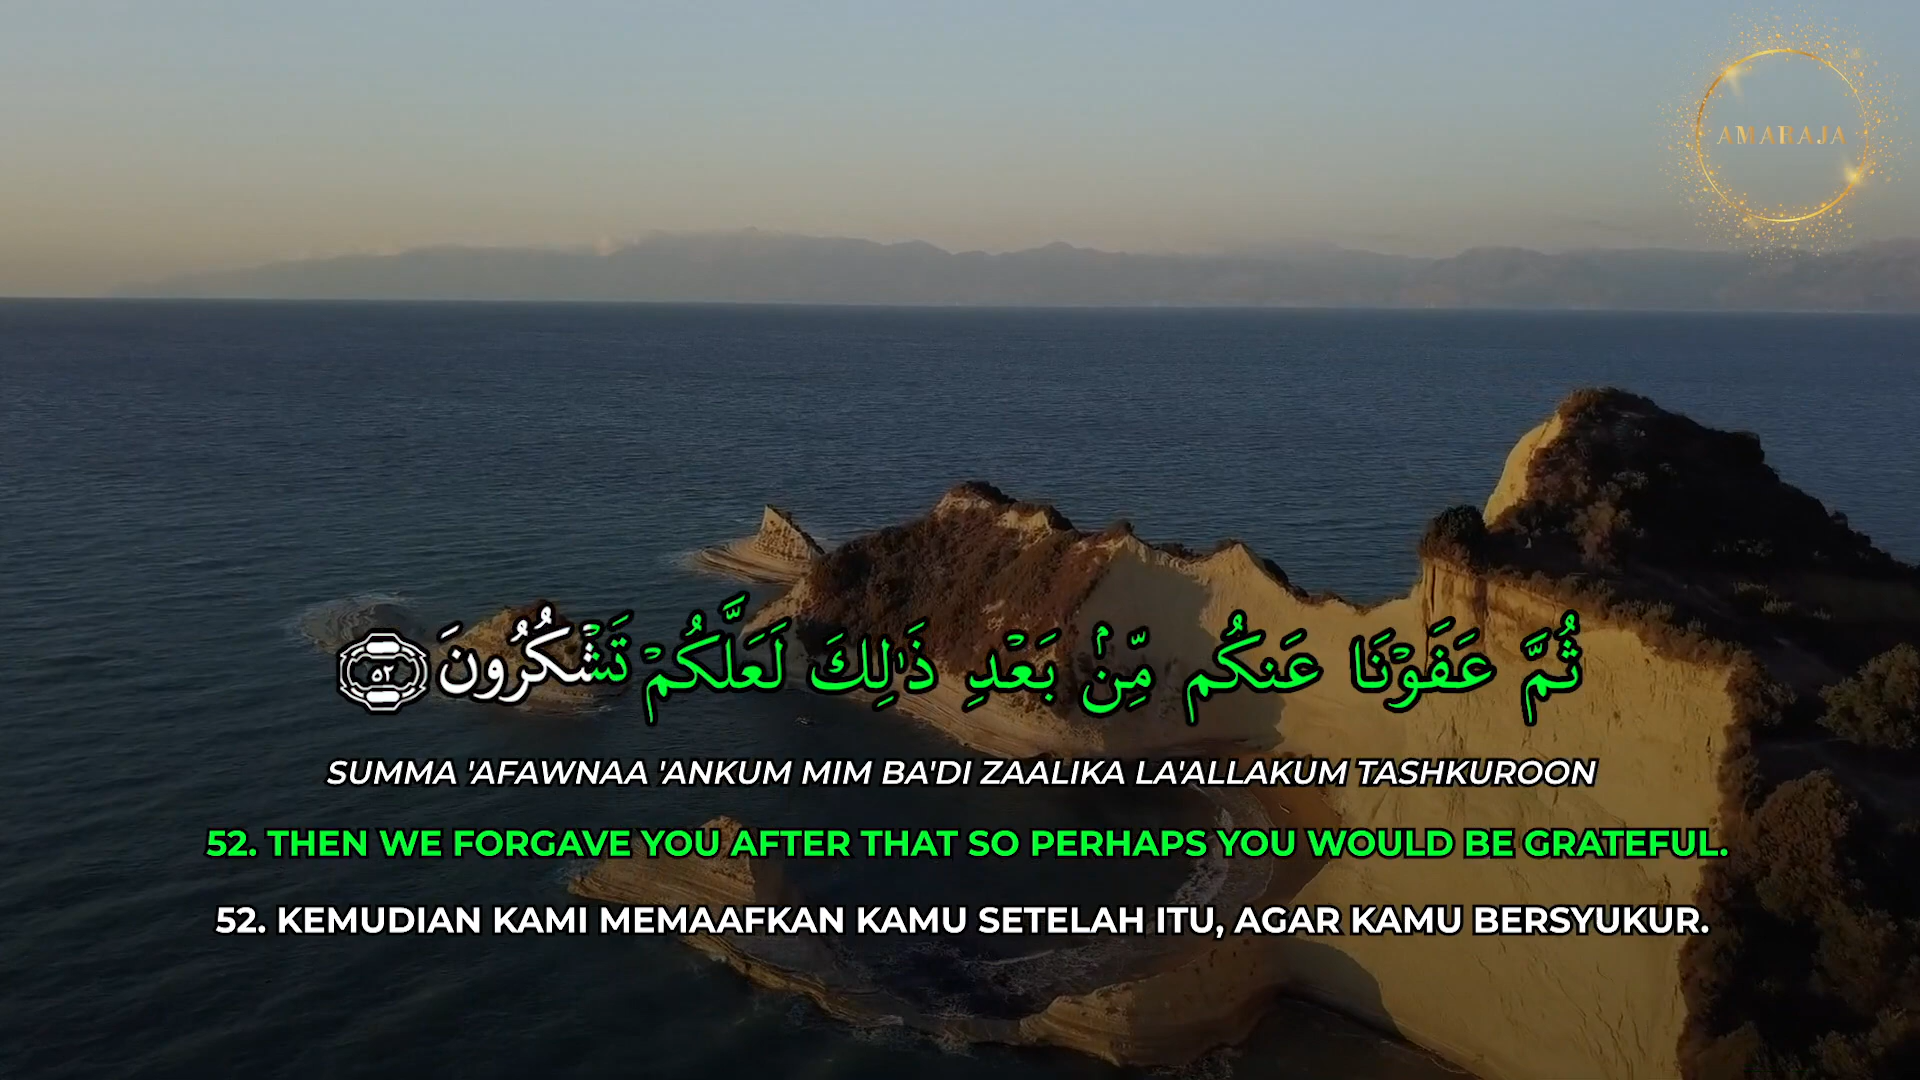 AMARAJA
ثُمَّ عَفَوْنَا عَنكُم مِّنۢ بَعْدِ ذَٰلِكَ لَعَلَّكُمْ تَشْكُرُونَ ٥٢
SUMMA 'AFAWNAA 'ANKUM MIM BA'DI ZAALIKA LA'ALLAKUM TASHKUROON
52. THEN WE FORGAVE YOU AFTER THAT SO PERHAPS YOU WOULD BE GRATEFUL.
52. KEMUDIAN KAMI MEMAAFKAN KAMU SETELAH ITU, AGAR KAMU BERSYUKUR.